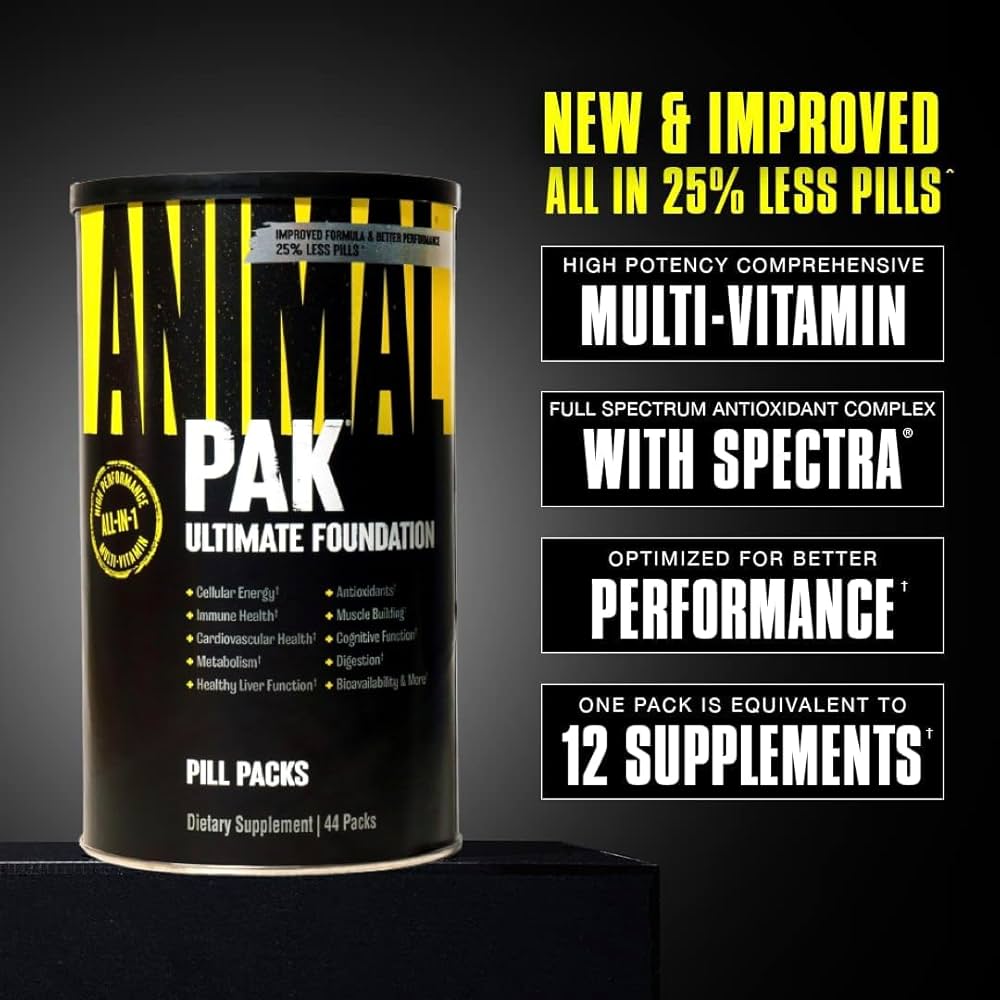 ANIMAL
IMPROVED FORMULA & BETTER PERFORMANCE
25% LESS PILLS^
PAK®
ULTIMATE FOUNDATION
HIGH PERFORMANCE
ALL-IN-1
MULTI-VITAMIN
Cellular Energy†
Immune Health†
Cardiovascular Health†
Metabolism†
Healthy Liver Function†
Antioxidants†
Muscle Building†
Cognitive Function†
Digestion†
Bioavailability & More†
PILL PACKS
Dietary Supplement | 44 Packs
NEW & IMPROVED
ALL IN 25% LESS PILLS^
HIGH POTENCY COMPREHENSIVE
MULTI-VITAMIN
FULL SPECTRUM ANTIOXIDANT COMPLEX
WITH SPECTRA®
OPTIMIZED FOR BETTER
PERFORMANCE†
ONE PACK IS EQUIVALENT TO
12 SUPPLEMENTS†